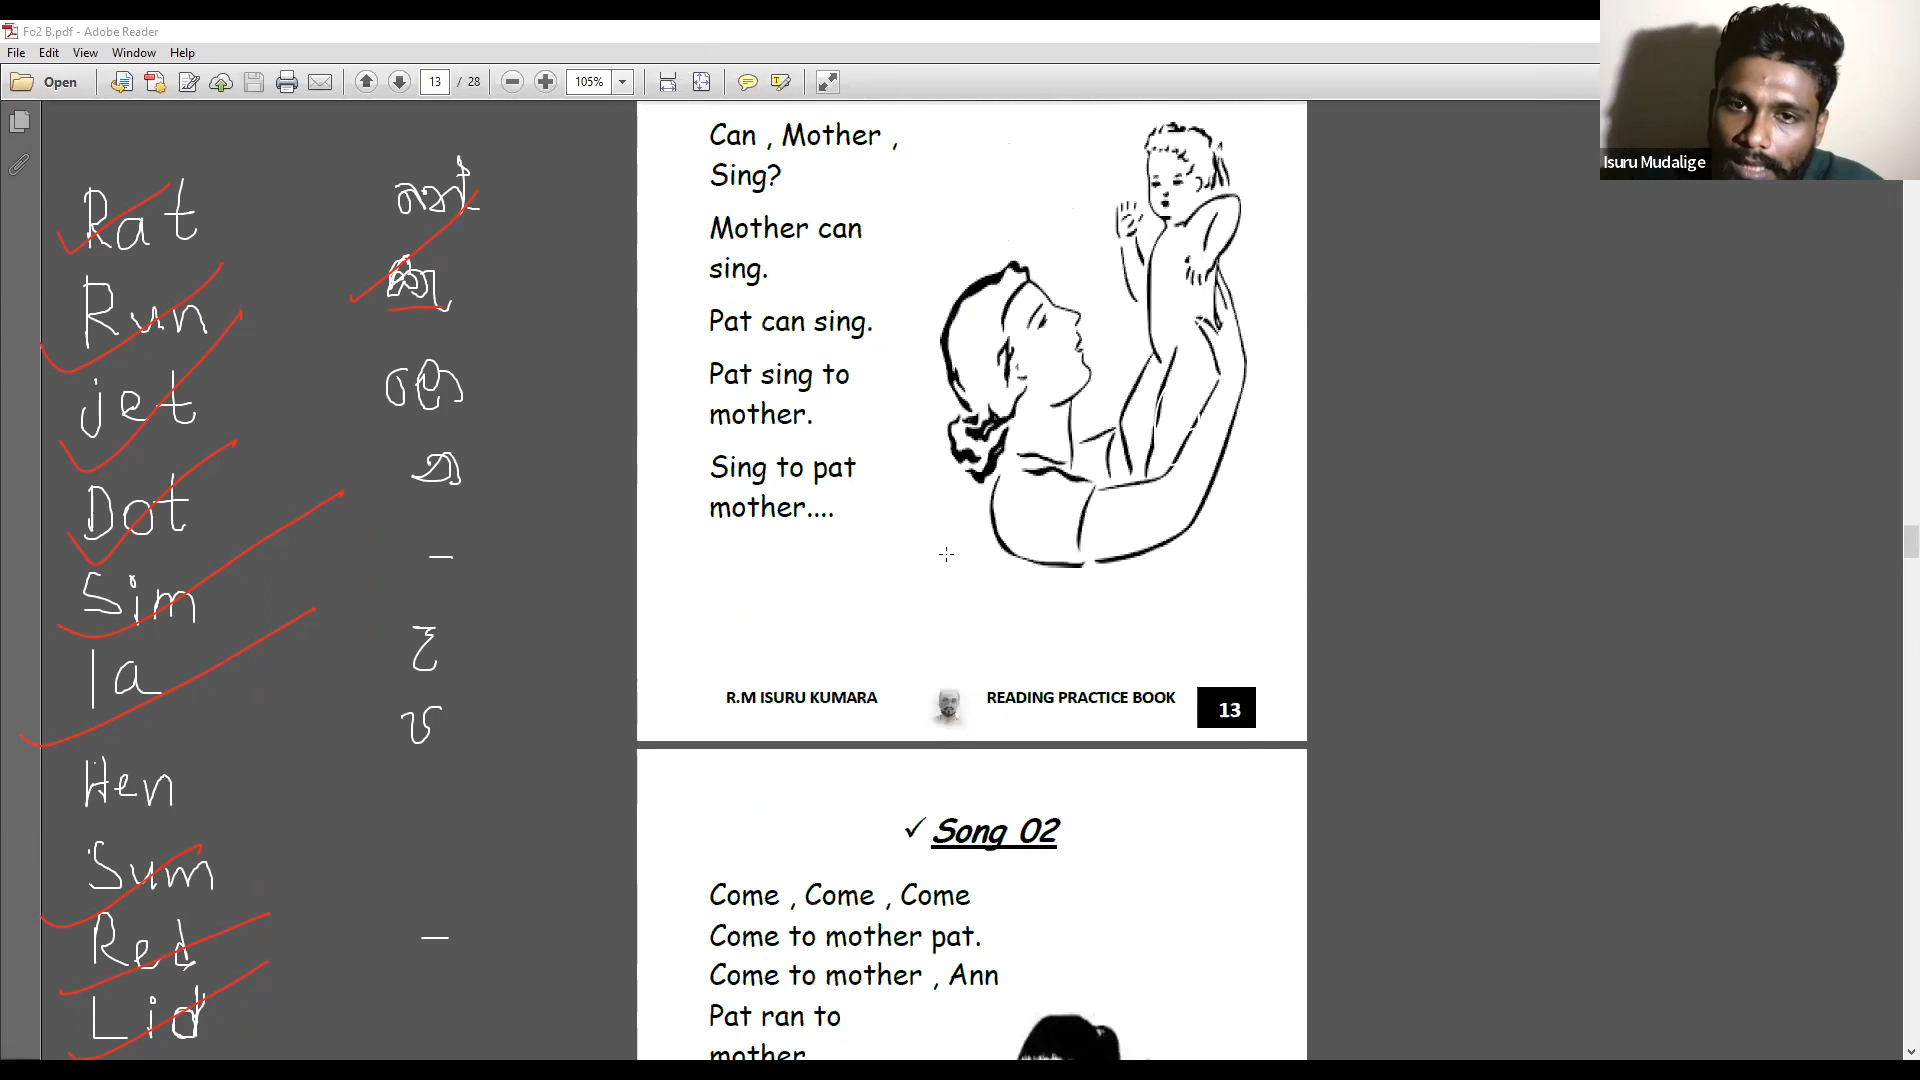 Fo2 B.pdf - Adobe Reader
File Edit View Window Help
Open 13 / 28 105%
Isuru Mudalige
Rat
Run
jet
Dot
Sim
la
Hen
Sum
Red
Lid
ට
Can , Mother ,
Sing?
Mother can
sing.
Pat can sing.
Pat sing to
mother.
Sing to pat
mother....
R.M ISURU KUMARA READING PRACTICE BOOK 13
✓ Song 02
Come , Come , Come
Come to mother pat.
Come to mother , Ann
Pat ran to
mother